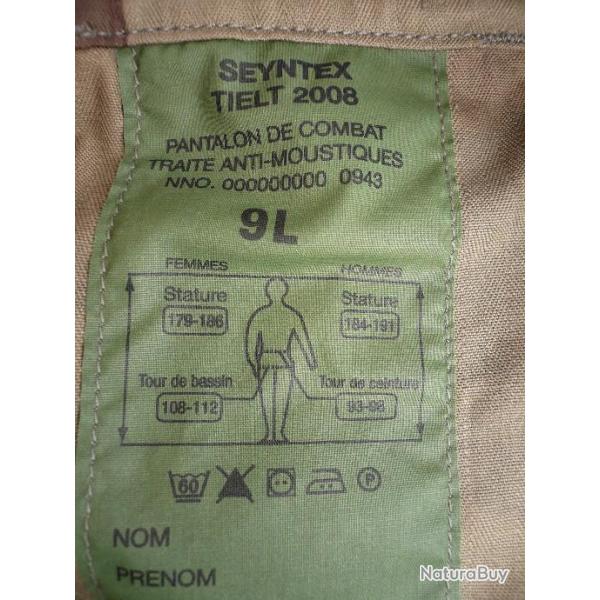 SEYNTEX
TIELT 2008
PANTALON DE COMBAT
TRAITE ANTI-MOUSTIQUES
NNO. 000000000 0943
9L
FEMMES HOMMES
Stature Stature
179-186 184-191
Tour de bassin Tour de ceinture
108-112 93-98
60 P
NOM
PRENOM
NaturaBuy